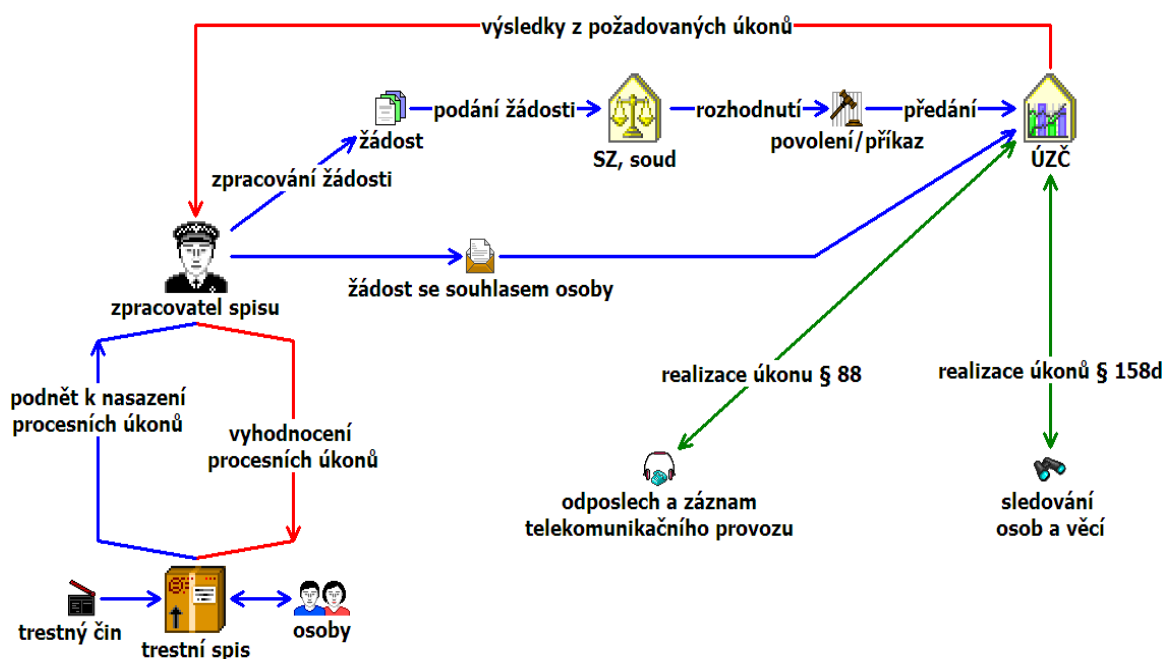 výsledky z požadovaných úkonů
podání žádosti
rozhodnutí
předání
žádost
povolení/příkaz
SZ, soud
ÚZČ
zpracování žádosti
žádost se souhlasem osoby
zpracovatel spisu
realizace úkonu § 88
realizace úkonů § 158d
podnět k nasazení
procesních úkonů
vyhodnocení
procesních úkonů
odposlech a záznam
telekomunikačního provozu
sledování
osob a věcí
trestný čin
trestní spis
osoby